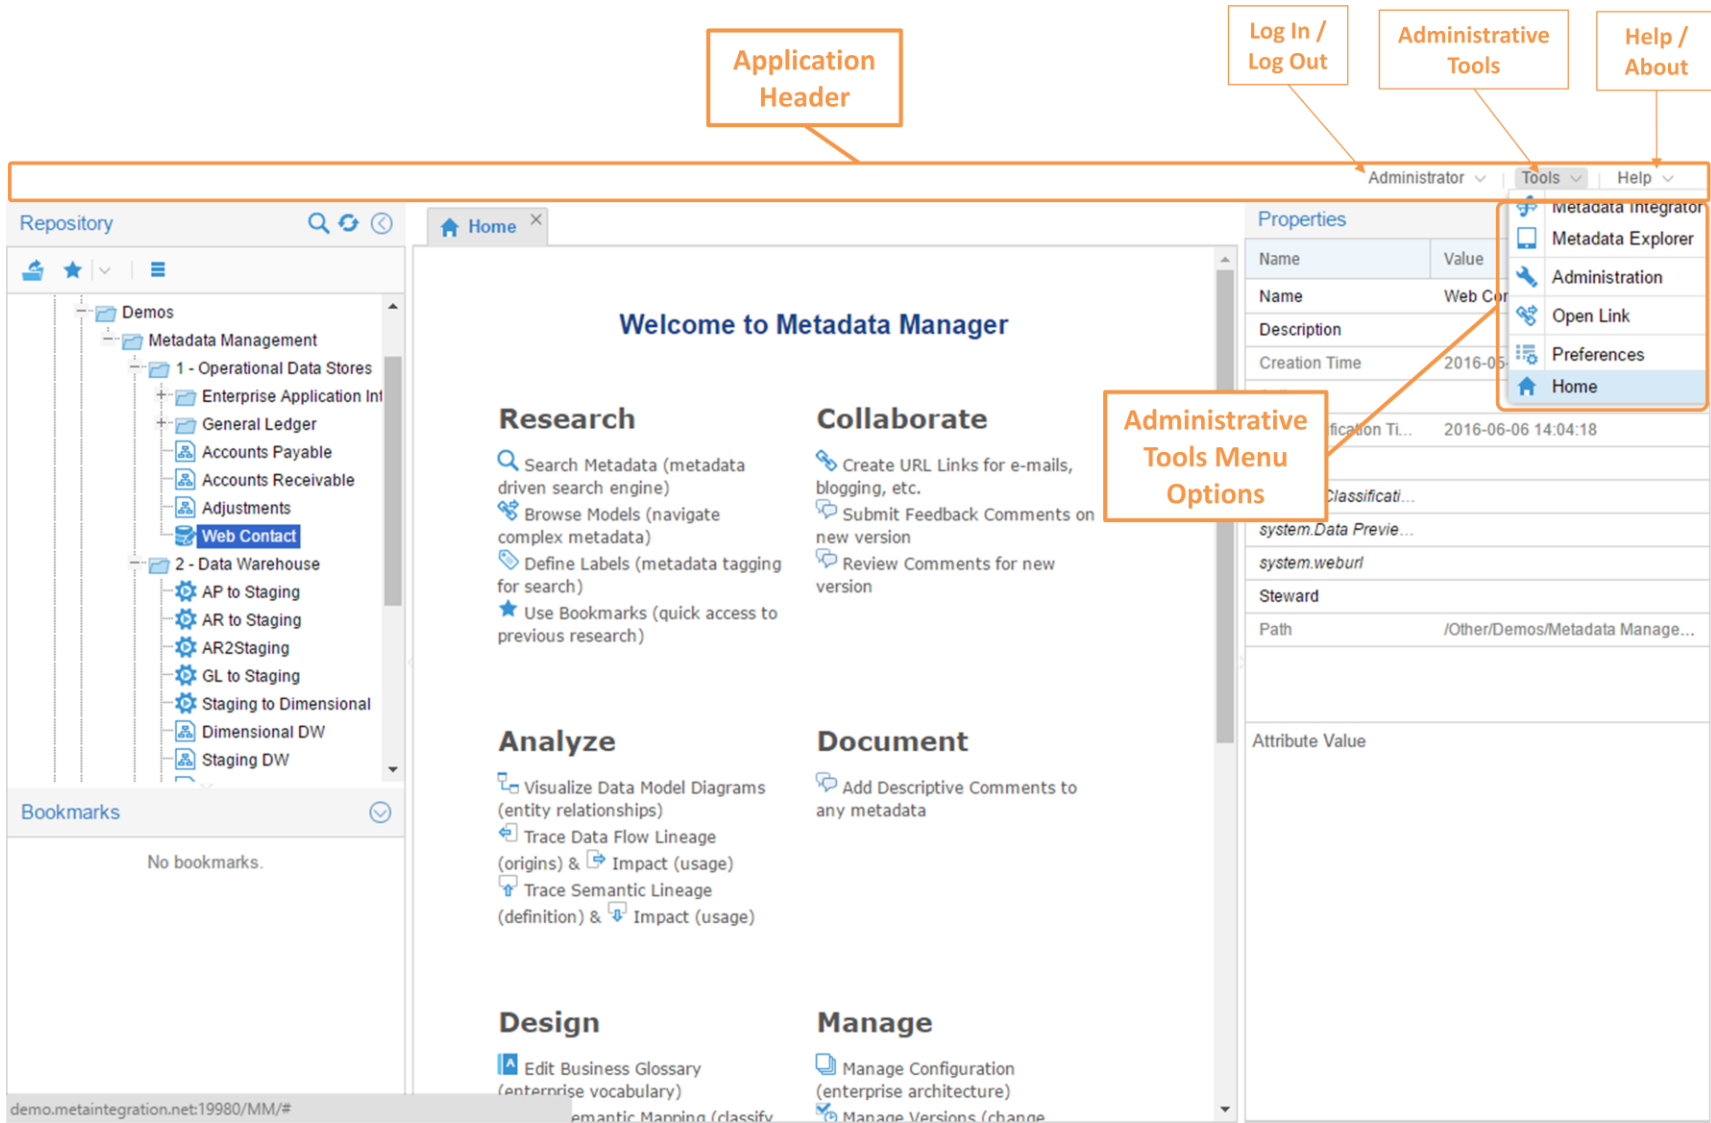 Log In /
Log Out
Administrative
Tools
Help /
About
Application
Header
Administrator
Tools
Help
Repository
Home
Properties
Metadata Integrator
Metadata Explorer
Administration
Open Link
Preferences
Home
Name Value
Name Web Con
Description
Creation Time 2016-05-
ification Ti... 2016-06-06 14:04:18
Classificati...
system.Data Previe...
system.weburl
Steward
Path /Other/Demos/Metadata Manage...
Attribute Value
Administrative
Tools Menu
Options
Demos
Metadata Management
1 - Operational Data Stores
Enterprise Application Int
General Ledger
Accounts Payable
Accounts Receivable
Adjustments
Web Contact
2 - Data Warehouse
AP to Staging
AR to Staging
AR2Staging
GL to Staging
Staging to Dimensional
Dimensional DW
Staging DW
Bookmarks
No bookmarks.
Welcome to Metadata Manager
Research
Search Metadata (metadata
driven search engine)
Browse Models (navigate
complex metadata)
Define Labels (metadata tagging
for search)
Use Bookmarks (quick access to
previous research)
Collaborate
Create URL Links for e-mails,
blogging, etc.
Submit Feedback Comments on
new version
Review Comments for new
version
Analyze
Visualize Data Model Diagrams
(entity relationships)
Trace Data Flow Lineage
(origins) & Impact (usage)
Trace Semantic Lineage
(definition) & Impact (usage)
Document
Add Descriptive Comments to
any metadata
Design
Edit Business Glossary
(enterprise vocabulary)
emantic Mapping (classify
Manage
Manage Configuration
(enterprise architecture)
Manage Versions (change
demo.metaintegration.net:19980/MM/#